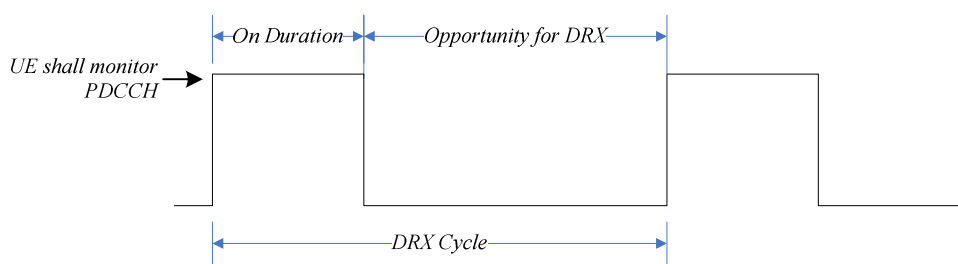 On Duration
Opportunity for DRX
UE shall monitor
PDCCH
DRX Cycle